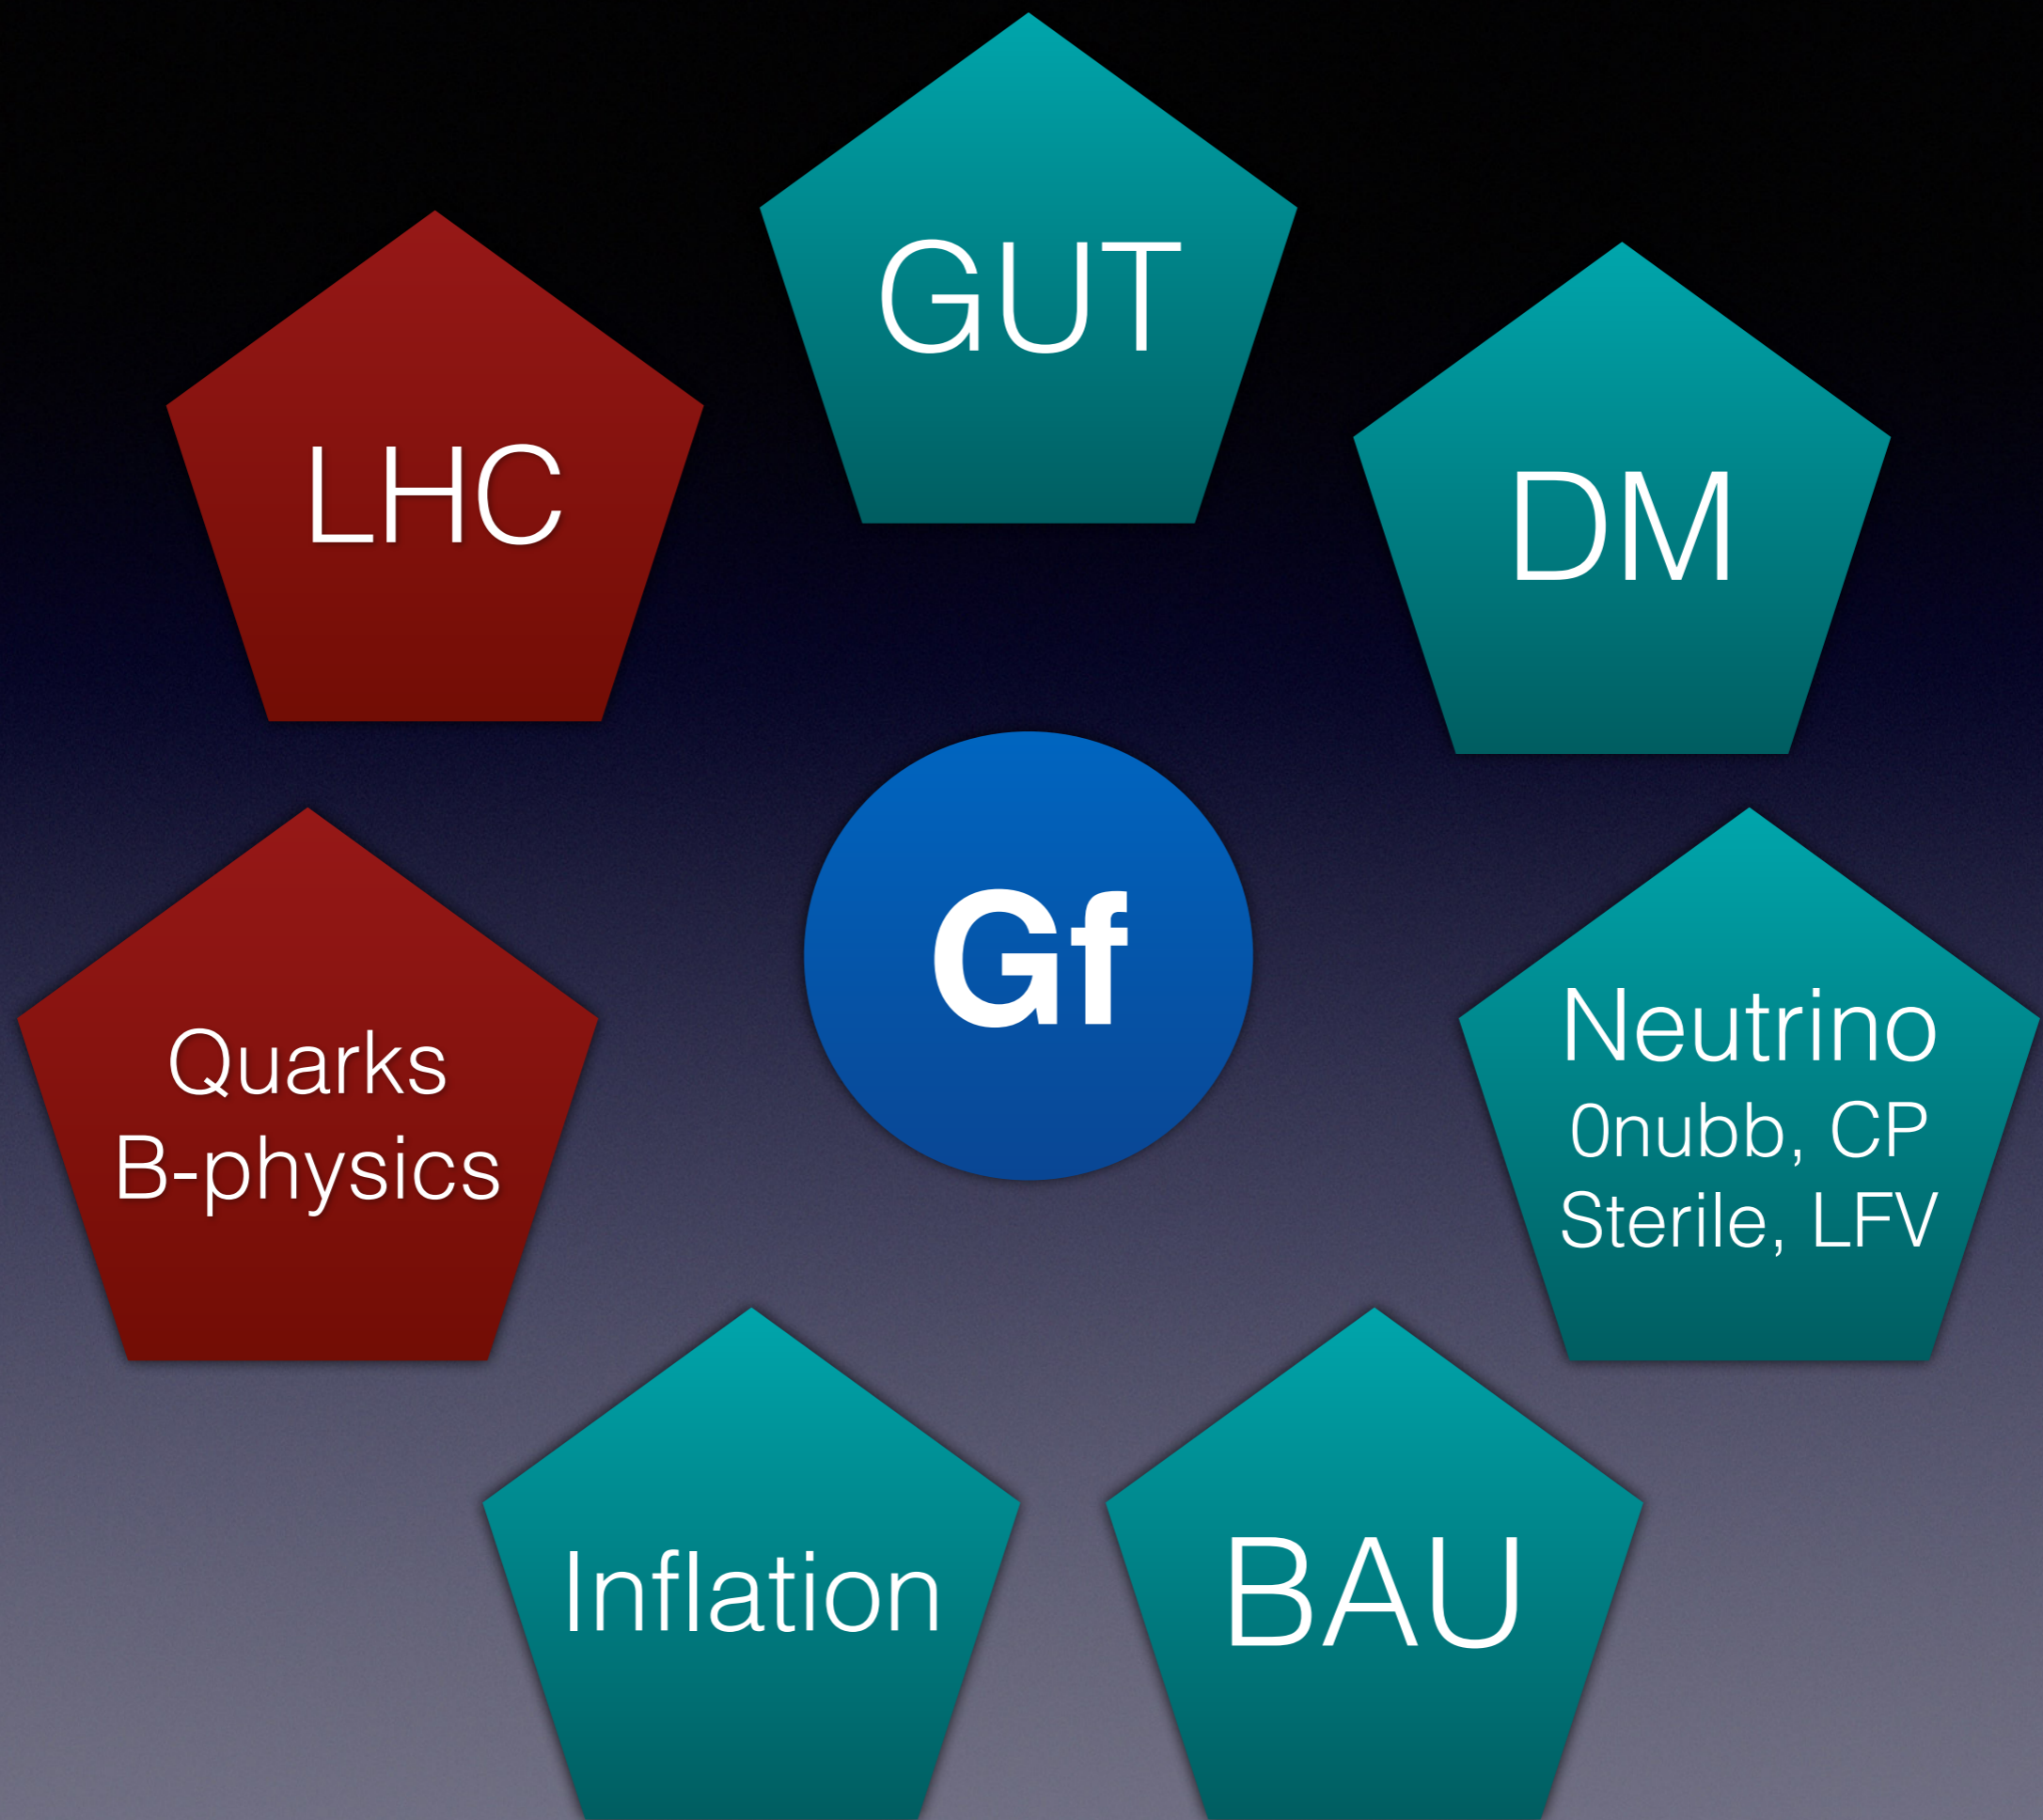 GUT
LHC
DM
Gf
Quarks
B-physics
Neutrino
0nubb, CP
Sterile, LFV
Inflation
BAU